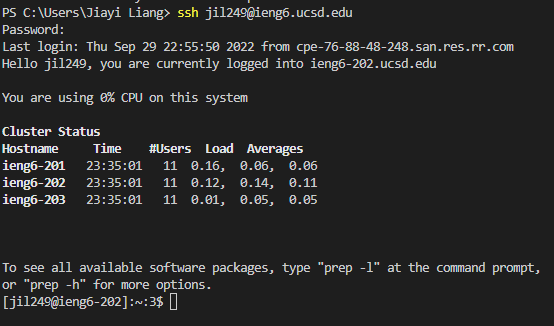 PS C:\Users\Jiayi Liang> ssh jil249@ieng6.ucsd.edu
Password:
Last login: Thu Sep 29 22:55:50 2022 from cpe-76-88-48-248.san.res.rr.com
Hello jil249, you are currently logged into ieng6-202.ucsd.edu
You are using 0% CPU on this system
Cluster Status
Hostname Time #Users Load Averages
ieng6-201 23:35:01 11 0.16, 0.06, 0.06
ieng6-202 23:35:01 11 0.12, 0.14, 0.11
ieng6-203 23:35:01 11 0.01, 0.05, 0.05
To see all available software packages, type "prep -l" at the command prompt,
or "prep -h" for more options.
[jil249@ieng6-202]:~:3$